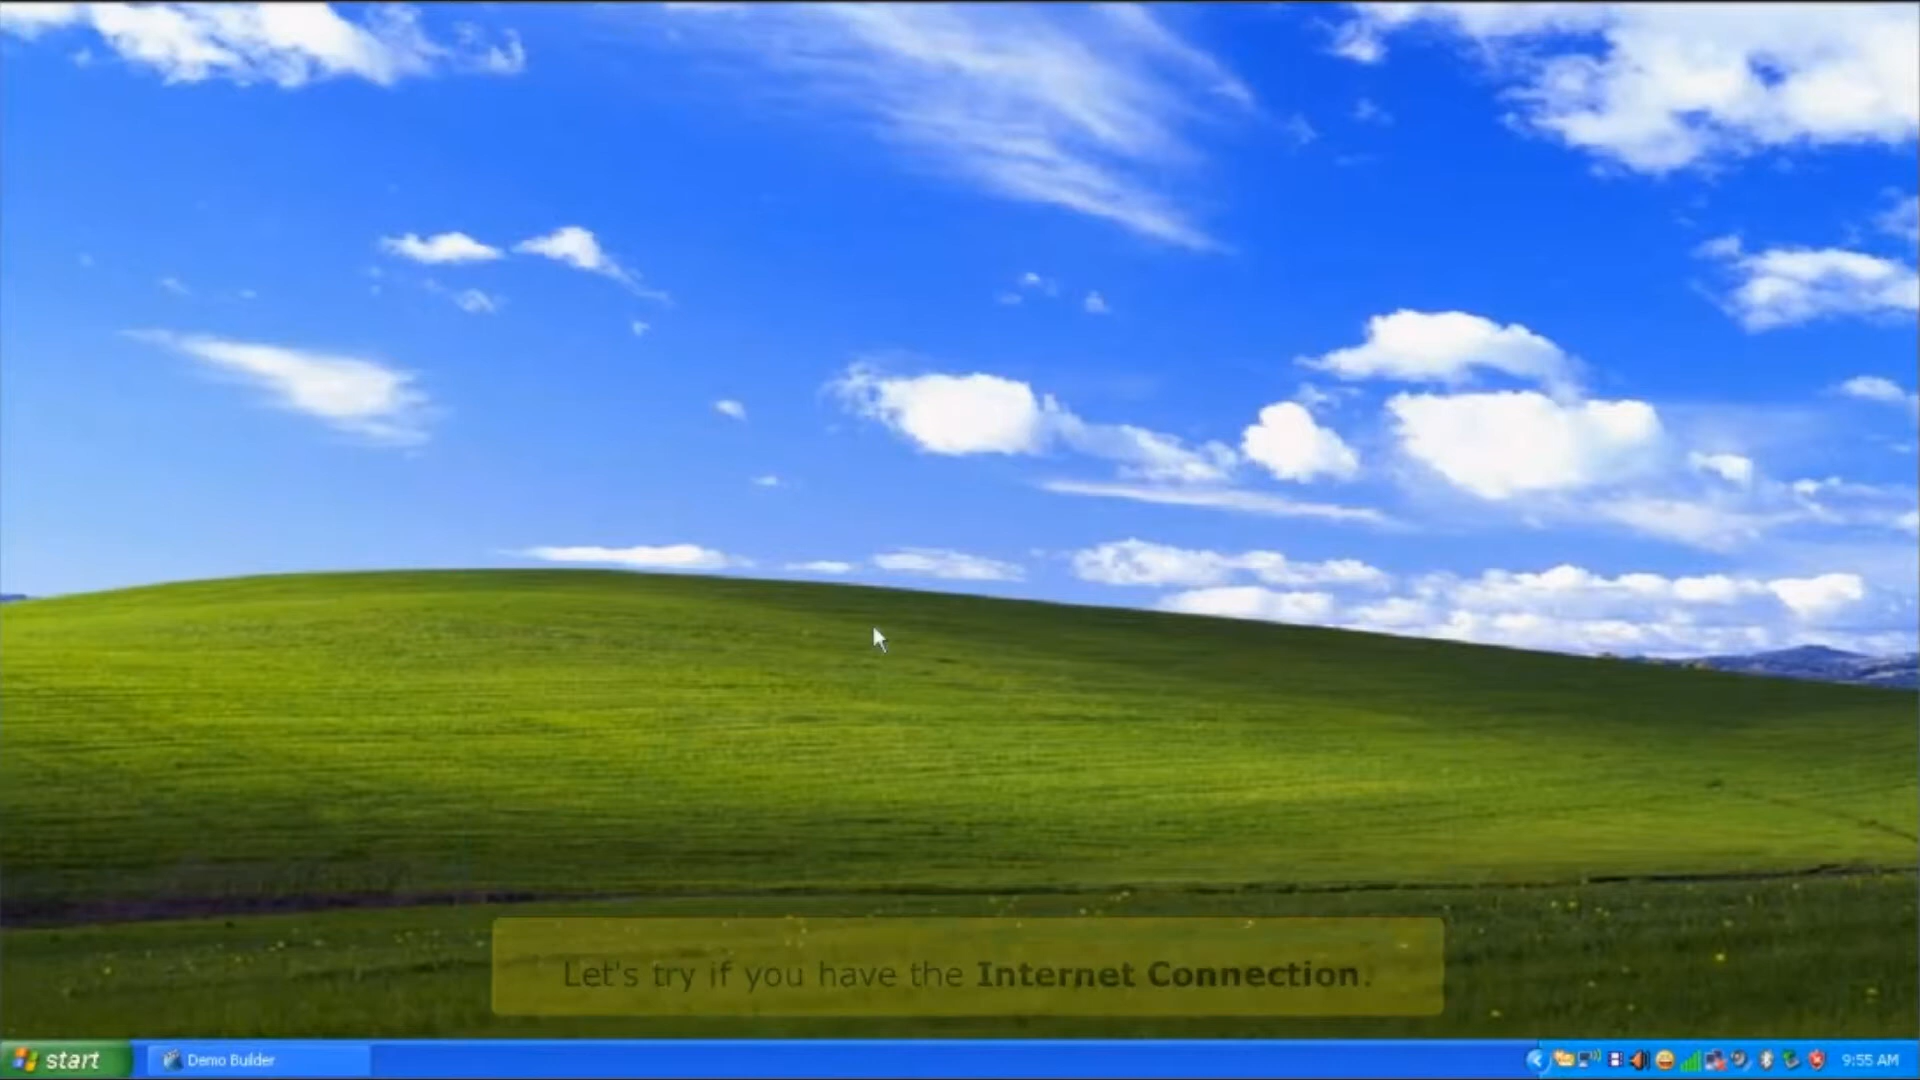 Let's try if you have the Internet Connection.
start
Demo Builder
9:55 AM